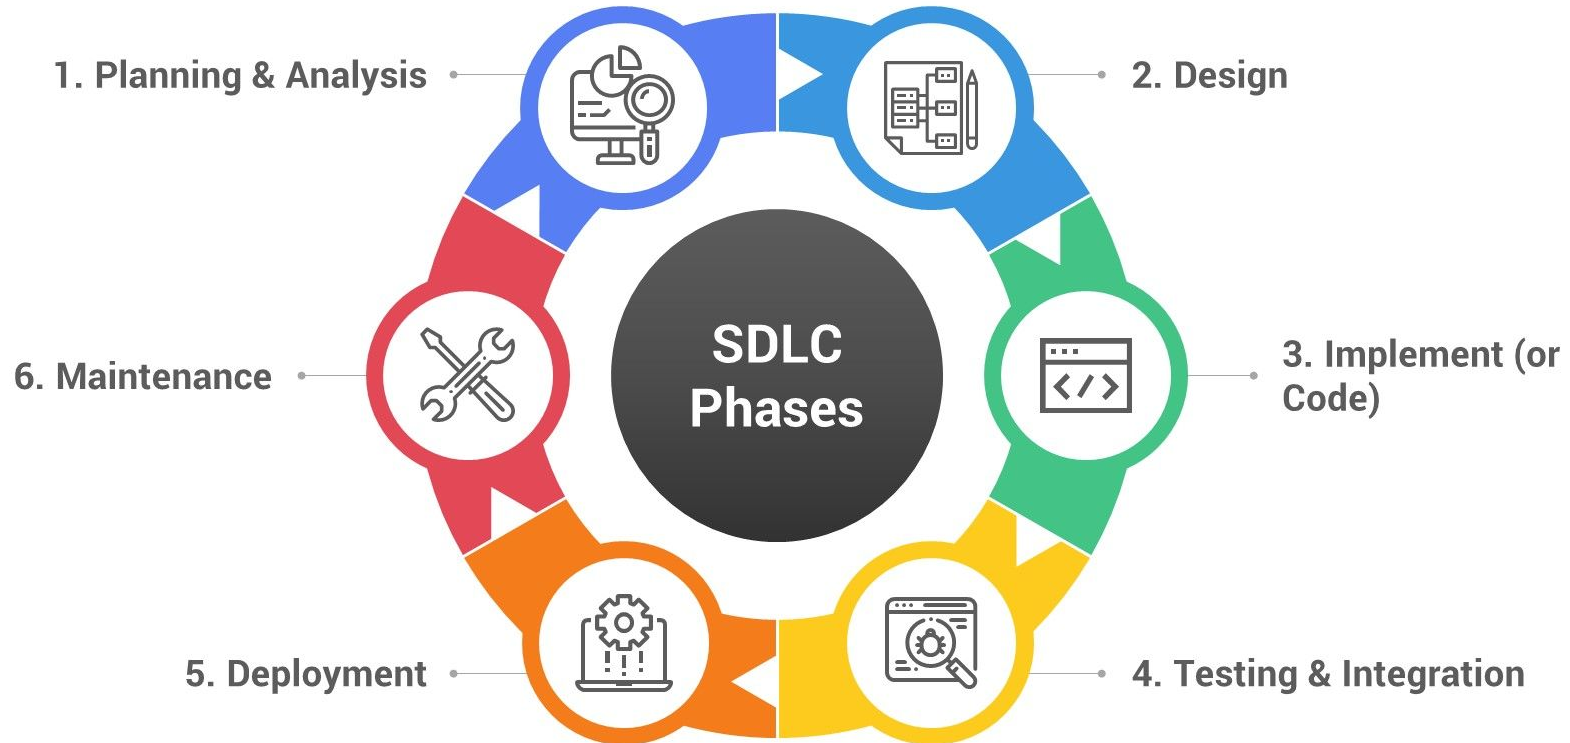 SDLC
Phases
1. Planning & Analysis
2. Design
3. Implement (or
Code)
4. Testing & Integration
5. Deployment
6. Maintenance